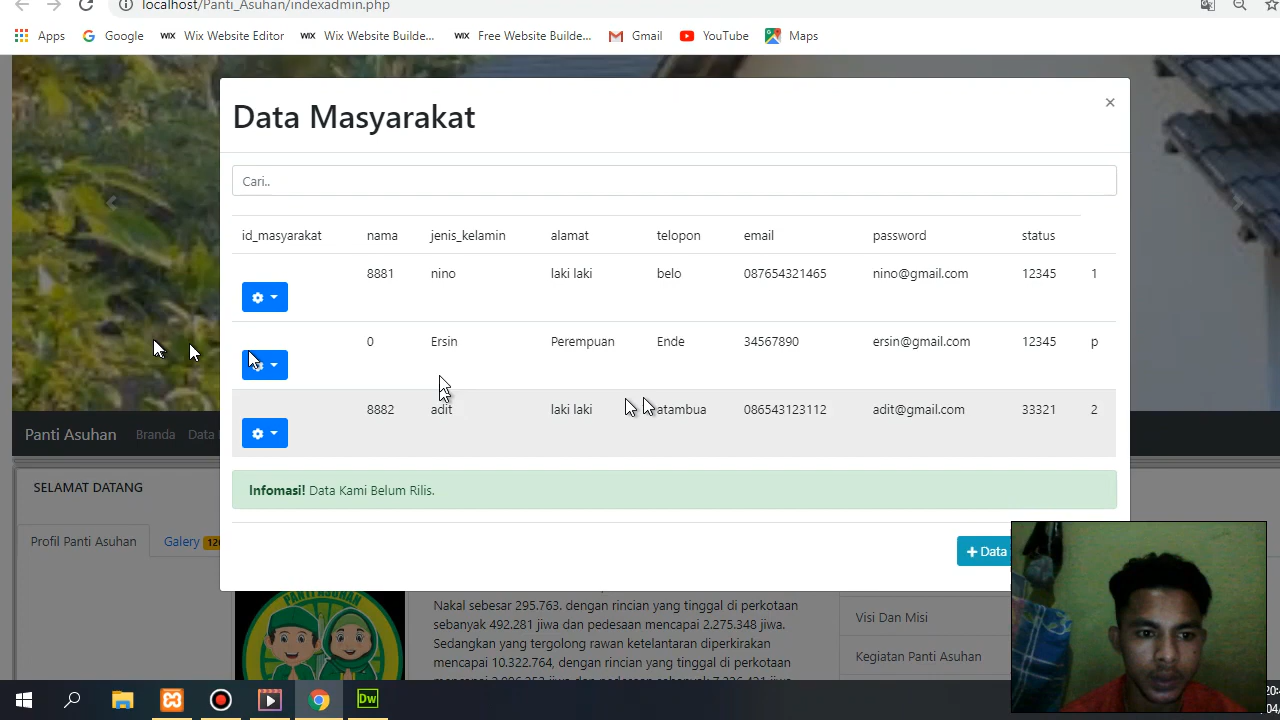 localhost/Panti_Asuhan/indexadmin.php
Apps Google Wix Website Editor Wix Website Builde... Free Website Builde... Gmail YouTube Maps
Data Masyarakat
×
Cari..
id_masyarakat nama jenis_kelamin alamat telopon email password status
8881 nino laki laki belo 087654321465 nino@gmail.com 12345 1
0 Ersin Perempuan Ende 34567890 ersin@gmail.com 12345 p
8882 adit laki laki atambua 086543123112 adit@gmail.com 33321 2
Panti Asuhan Branda Data
Infomasi! Data Kami Belum Rilis.
SELAMAT DATANG
Profil Panti Asuhan Galery
+ Data
PANTI ASUHAN
Nakal sebesar 295.763. dengan rincian yang tinggal di perkotaan
sebanyak 492.281 jiwa dan pedesaan mencapai 2.275.348 jiwa.
Sedangkan yang tergolong rawan ketelantaran diperkirakan
mencapai 10.322.764, dengan rincian yang tinggal di perkotaan
Visi Dan Misi
Kegiatan Panti Asuhan
Dw